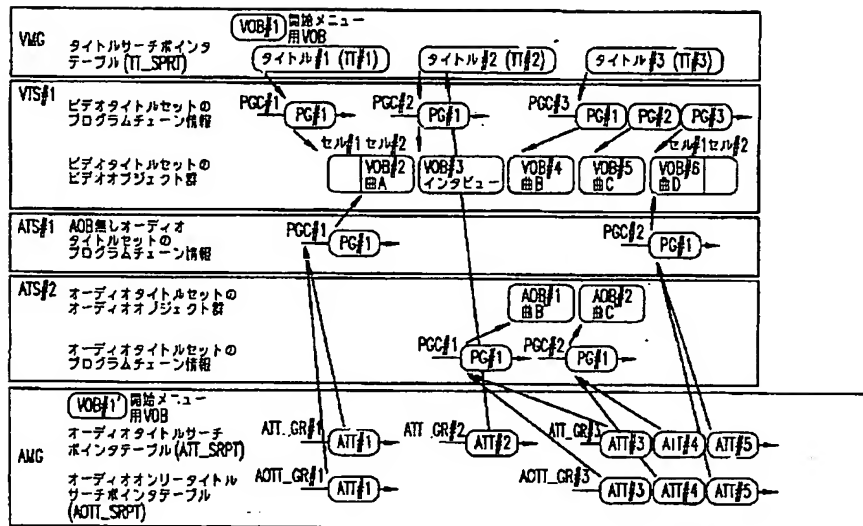 VMG
VOB#1 開始メニュー
用VOB
タイトルサーチポインタ
テーブル(TT_SPRT)
タイトル#1 (TT#1)
タイトル#2 (TT#2)
タイトル#3 (TT#3)
VTS#1
ビデオタイトルセットの
プログラムチェーン情報
PGC#1 PG#1
PGC#2 PG#1
PGC#3 PG#1 PG#2 PG#3
ビデオタイトルセットの
ビデオオブジェクト群
セル#1 セル#2
VOB#2
曲A
VOB#3
インタビュー
VOB#4
曲B
VOB#5
曲C
セル#1 セル#2
VOB#6
曲D
ATS#1
AOB無しオーディオ
タイトルセットの
プログラムチェーン情報
PGC#1 PG#1
PGC#2 PG#1
ATS#2
オーディオタイトルセットの
オーディオオブジェクト群
AOB#1
曲B
AOB#2
曲C
オーディオタイトルセットの
プログラムチェーン情報
PGC#1 PG#1
PGC#2 PG#1
AMG
VOB#1' 開始メニュー
用VOB
オーディオタイトルサーチ
ポインタテーブル(ATT_SRPT)
ATT_GR#1 ATT#1
ATT_GR#2 ATT#2
ATT_GR#3 ATT#3 ATT#4 ATT#5
オーディオオンリータイトル
サーチポインタテーブル
(AOTT_SRPT)
AOTT_GR#1 ATT#1
AOTT_GR#3 ATT#3 ATT#4 ATT#5